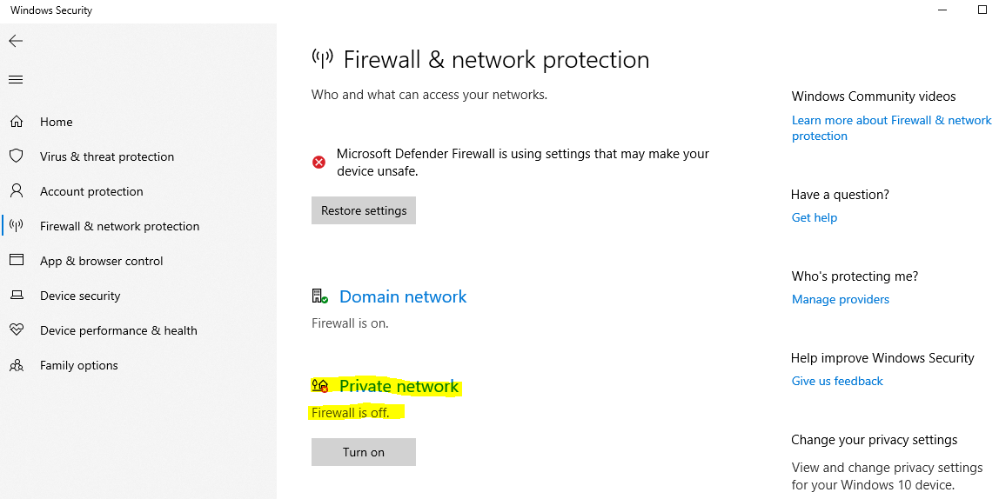 Windows Security
Home
Virus & threat protection
Account protection
Firewall & network protection
App & browser control
Device security
Device performance & health
Family options
Firewall & network protection
Who and what can access your networks.
Microsoft Defender Firewall is using settings that may make your
device unsafe.
Restore settings
Domain network
Firewall is on.
Private network
Firewall is off.
Turn on
Windows Community videos
Learn more about Firewall & network
protection
Have a question?
Get help
Who's protecting me?
Manage providers
Help improve Windows Security
Give us feedback
Change your privacy settings
View and change privacy settings
for your Windows 10 device.